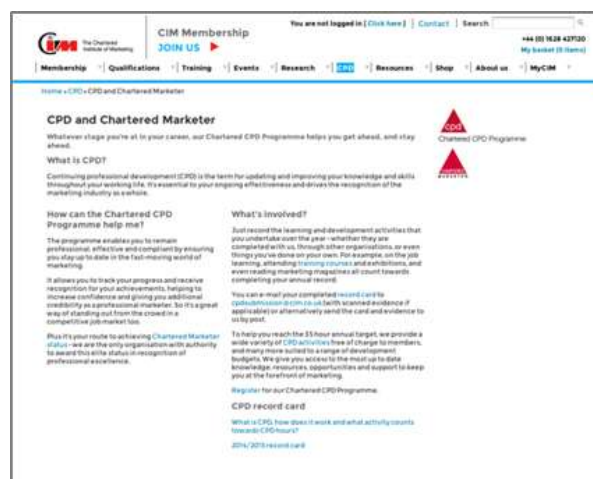 You are not logged in [Click here] | Contact | Search
CIM
The Chartered
Institute of Marketing
CIM Membership
JOIN US
+44 (0) 1628 427120
My basket (0 items)
Membership | Qualifications | Training | Events | Research | CPD | Resources | Shop | About us | MyCIM
Home » CPD » CPD and Chartered Marketer
CPD and Chartered Marketer
Whatever stage you're at in your career, our Chartered CPD Programme helps you get ahead, and stay
ahead.
What is CPD?
Continuing professional development (CPD) is the term for updating and improving your knowledge and skills
throughout your working life. It's essential to your ongoing effectiveness and drives the recognition of the
marketing industry as a whole.
cpd
Chartered CPD Programme
CHARTERED
MARKETER
How can the Chartered CPD
Programme help me?
The programme enables you to remain
professional, effective and compliant by ensuring
you stay up to date in the fast-moving world of
marketing.
It allows you to track your progress and receive
recognition for your achievements, helping to
increase confidence and giving you additional
credibility as a professional marketer. So it's a great
way of standing out from the crowd in a
competitive job market too.
Plus it's your route to achieving Chartered Marketer
status - we are the only organisation with authority
to award this elite status in recognition of
professional excellence.
What's involved?
Just record the learning and development activities that
you undertake over the year - whether they are
completed with us, through other organisations, or even
things you've done on your own. For example, on the job
learning, attending training courses and exhibitions, and
even reading marketing magazines all count towards
completing your annual record.
You can e-mail your completed record card to
cpdsubmission@cim.co.uk (with scanned evidence if
applicable) or alternatively send the card and evidence to
us by post.
To help you reach the 35 hour annual target, we provide a
wide variety of CPD activities free of charge to members,
and many more suited to a range of development
budgets. We give you access to the most up to date
knowledge, resources, opportunities and support to keep
you at the forefront of marketing.
Register for our Chartered CPD Programme.
CPD record card
What is CPD, how does it work and what activity counts
towards CPD hours?
2014/2015 record card